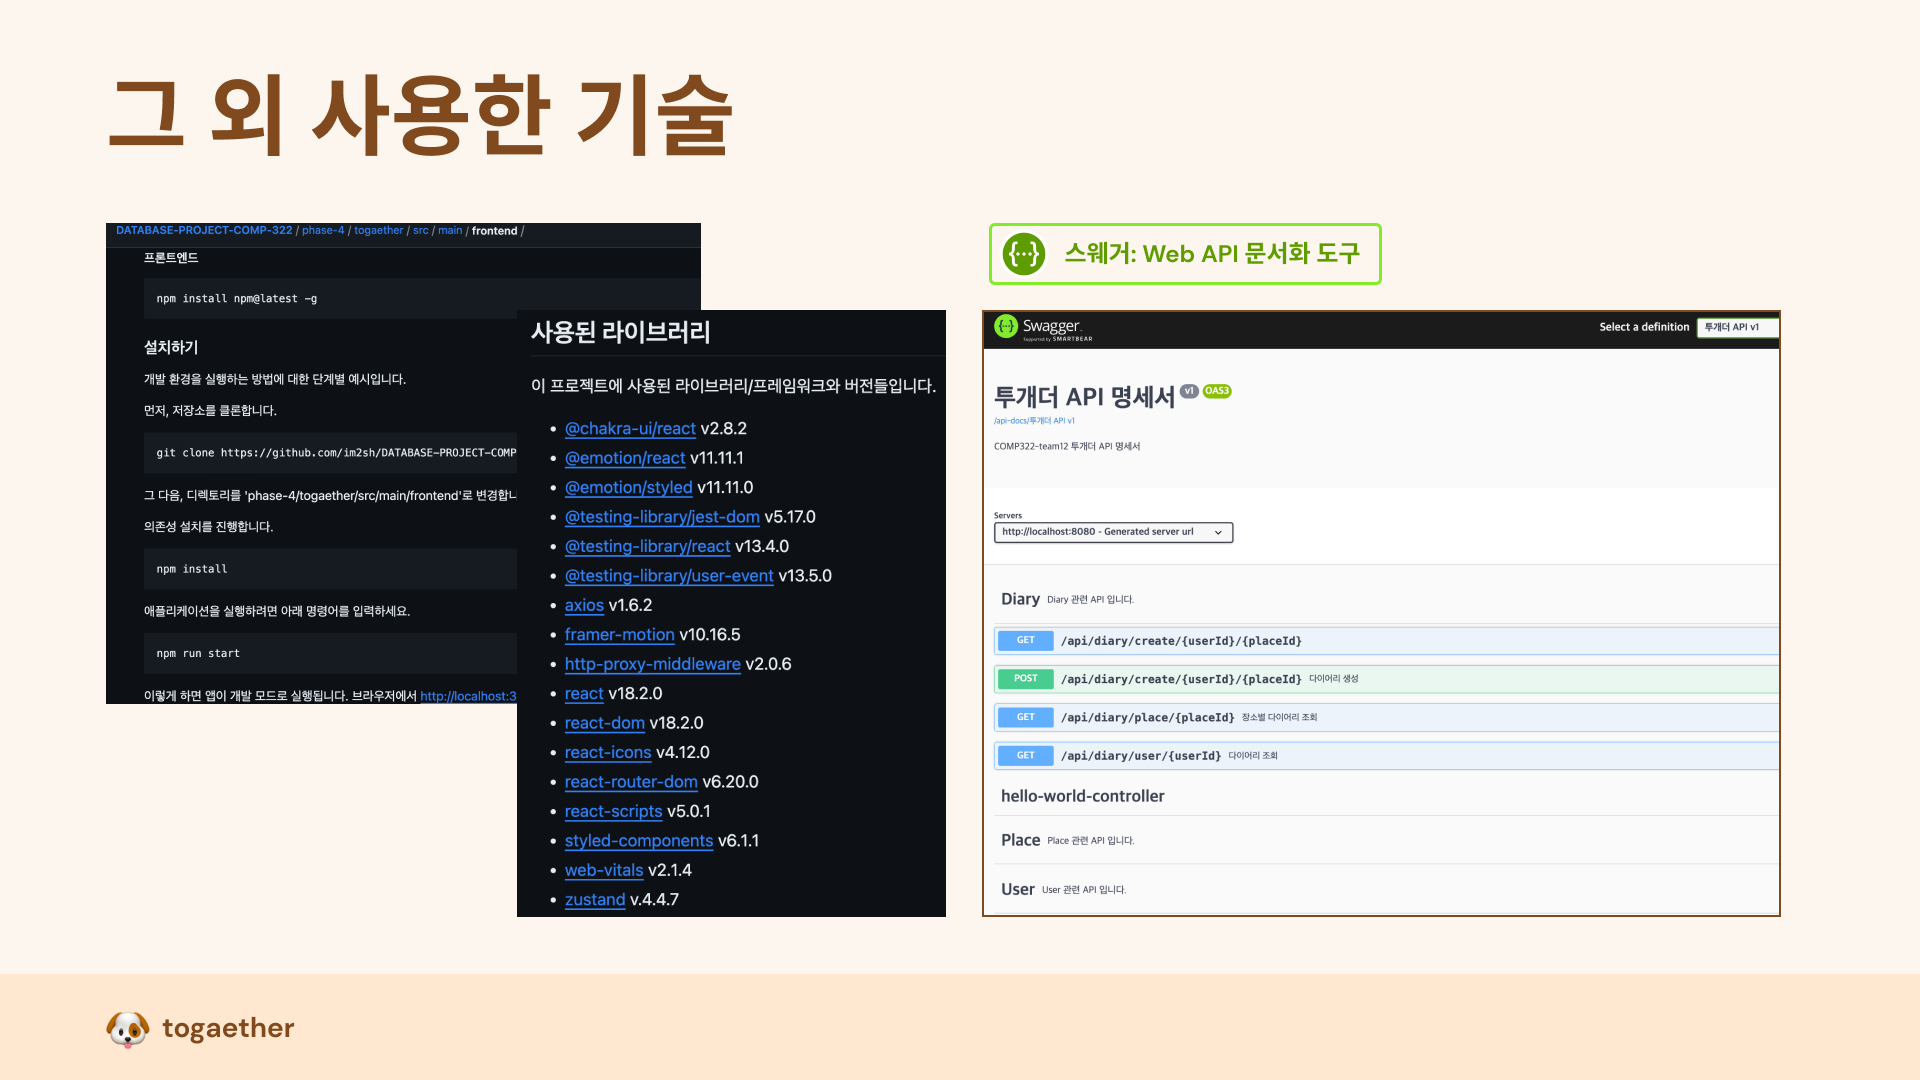 그 외 사용한 기술
DATABASE-PROJECT-COMP-322 / phase-4 / togaether / src / main / frontend /
프론트엔드
npm install npm@latest -g
설치하기
개발 환경을 실행하는 방법에 대한 단계별 예시입니다.
먼저, 저장소를 클론합니다.
git clone https://github.com/im2sh/DATABASE-PROJECT-COMP
그 다음, 디렉토리를 'phase-4/togaether/src/main/frontend'로 변경합니
의존성 설치를 진행합니다.
npm install
애플리케이션을 실행하려면 아래 명령어를 입력하세요.
npm run start
이렇게 하면 앱이 개발 모드로 실행됩니다. 브라우저에서 http://localhost:3
사용된 라이브러리
이 프로젝트에 사용된 라이브러리/프레임워크와 버전들입니다.
• @chakra-ui/react v2.8.2
• @emotion/react v11.11.1
• @emotion/styled v11.11.0
• @testing-library/jest-dom v5.17.0
• @testing-library/react v13.4.0
• @testing-library/user-event v13.5.0
• axios v1.6.2
• framer-motion v10.16.5
• http-proxy-middleware v2.0.6
• react v18.2.0
• react-dom v18.2.0
• react-icons v4.12.0
• react-router-dom v6.20.0
• react-scripts v5.0.1
• styled-components v6.1.1
• web-vitals v2.1.4
• zustand v.4.4.7
스웨거: Web API 문서화 도구
Swagger.
Supported by SMARTBEAR
Select a definition 투개더 API v1
투개더 API 명세서 v1 OAS3
/api-docs/투개더 API v1
COMP322-team12 투개더 API 명세서
Servers
http://localhost:8080 - Generated server url
Diary Diary 관련 API 입니다.
GET /api/diary/create/{userId}/{placeId}
POST /api/diary/create/{userId}/{placeId} 다이어리 생성
GET /api/diary/place/{placeId} 장소별 다이어리 조회
GET /api/diary/user/{userId} 다이어리 조회
hello-world-controller
Place Place 관련 API 입니다.
User User 관련 API 입니다.
togaether